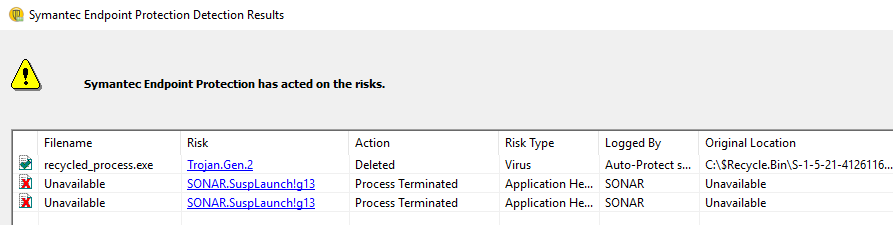 Symantec Endpoint Protection Detection Results
Symantec Endpoint Protection has acted on the risks.
Filename Risk Action Risk Type Logged By Original Location
recycled_process.exe Trojan.Gen.2 Deleted Virus Auto-Protect s... C:\$Recycle.Bin\S-1-5-21-4126116...
Unavailable SONAR.SuspLaunch!g13 Process Terminated Application He... SONAR Unavailable
Unavailable SONAR.SuspLaunch!g13 Process Terminated Application He... SONAR Unavailable